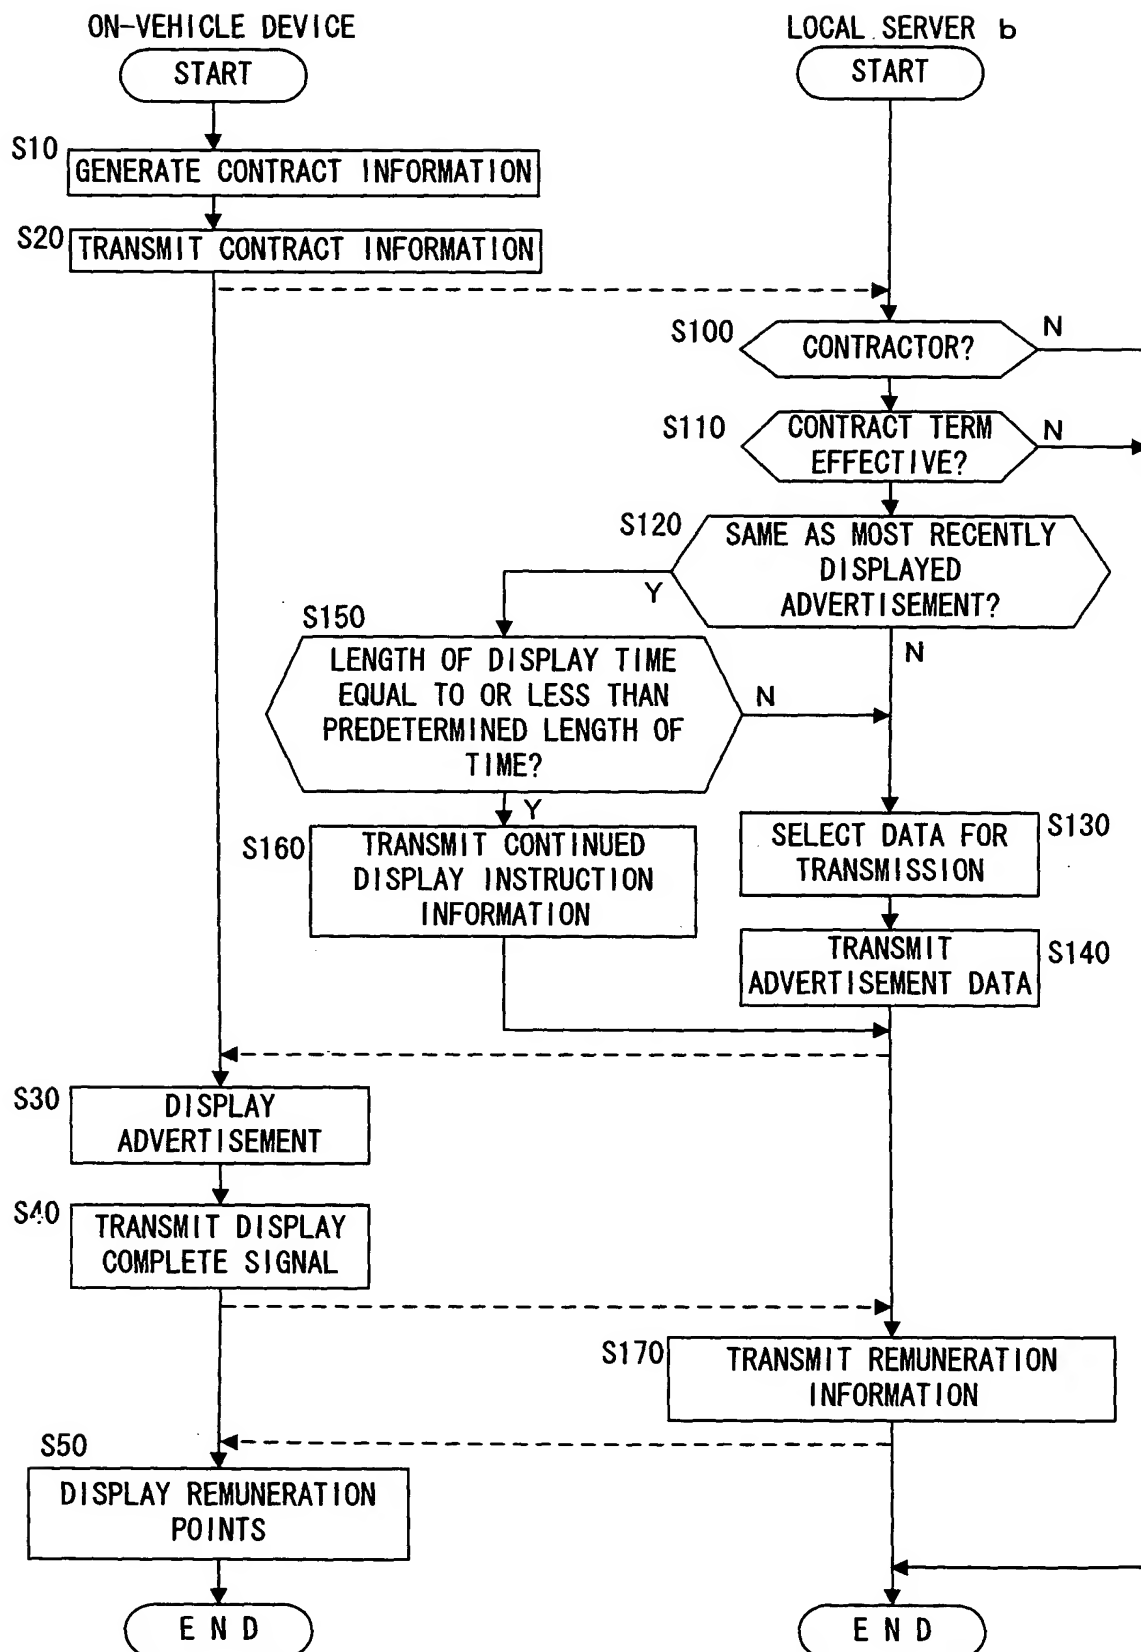 ON-VEHICLE DEVICE
LOCAL SERVER b
START
START
S10
GENERATE CONTRACT INFORMATION
S20
TRANSMIT CONTRACT INFORMATION
S100
CONTRACTOR?
N
S110
CONTRACT TERM
EFFECTIVE?
N
S120
SAME AS MOST RECENTLY
DISPLAYED
ADVERTISEMENT?
Y
N
S150
LENGTH OF DISPLAY TIME
EQUAL TO OR LESS THAN
PREDETERMINED LENGTH OF
TIME?
N
Y
S160
TRANSMIT CONTINUED
DISPLAY INSTRUCTION
INFORMATION
S130
SELECT DATA FOR
TRANSMISSION
S140
TRANSMIT
ADVERTISEMENT DATA
S30
DISPLAY
ADVERTISEMENT
S40
TRANSMIT DISPLAY
COMPLETE SIGNAL
S170
TRANSMIT REMUNERATION
INFORMATION
S50
DISPLAY REMUNERATION
POINTS
END
END